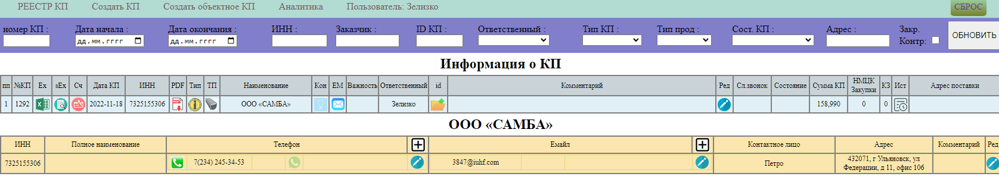 РЕЕСТР КП Создать КП Создать объектное КП Аналитика Пользователь: Зелизко СБРОС
номер КП : Дата начала : Дата окончания : ИНН : Заказчик : ID КП : Ответственный : Тип КП : Тип прод : Сост. КП : Адрес : Закр. Контр: ОБНОВИТЬ
дд.мм.гггг дд.мм.гггг
Информация о КП
пп №КП Ex sEx Сч Дата КП ИНН PDF Тип ТП Наименование Кон ЕМ Важность Ответственный id Комментарий Ред Сл.звонок Состояние Сумма КП НМЦК Закупки КЗ Ист Адрес поставки
1 1292 2022-11-18 7325155306 ООО «САМБА» Зелизко 158,990 0 0
ООО «САМБА»
ИНН Полное наименование Телефон Емайл Контактное лицо Адрес Комментарий Ред
7325155306 7(234) 245-34-53 3847@iuhf.com Петро 432071, г Ульяновск, ул Федерации, д 11, офис 106